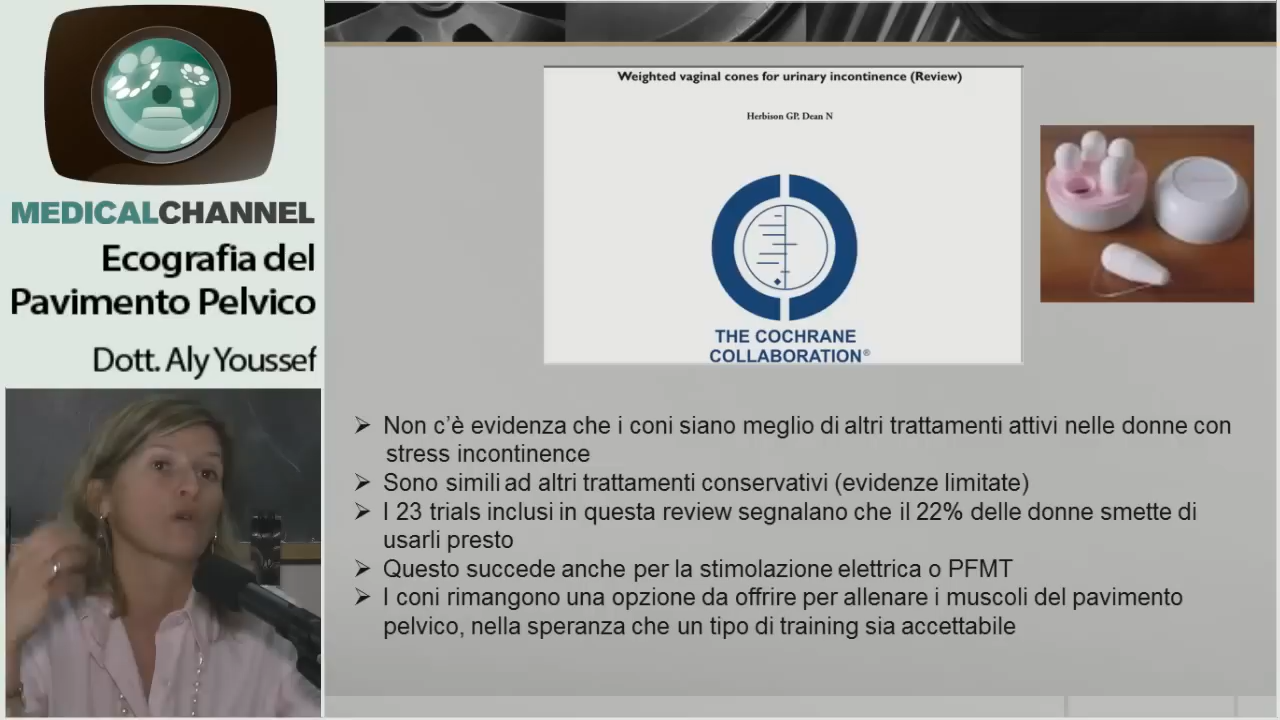 MEDICALCHANNEL
Ecografia del
Pavimento Pelvico
Dott. Aly Youssef
Weighted vaginal cones for urinary incontinence (Review)
Herbison GP, Dean N
THE COCHRANE
COLLABORATION®
Non c'è evidenza che i coni siano meglio di altri trattamenti attivi nelle donne con
stress incontinence
Sono simili ad altri trattamenti conservativi (evidenze limitate)
I 23 trials inclusi in questa review segnalano che il 22% delle donne smette di
usarli presto
Questo succede anche per la stimolazione elettrica o PFMT
I coni rimangono una opzione da offrire per allenare i muscoli del pavimento
pelvico, nella speranza che un tipo di training sia accettabile